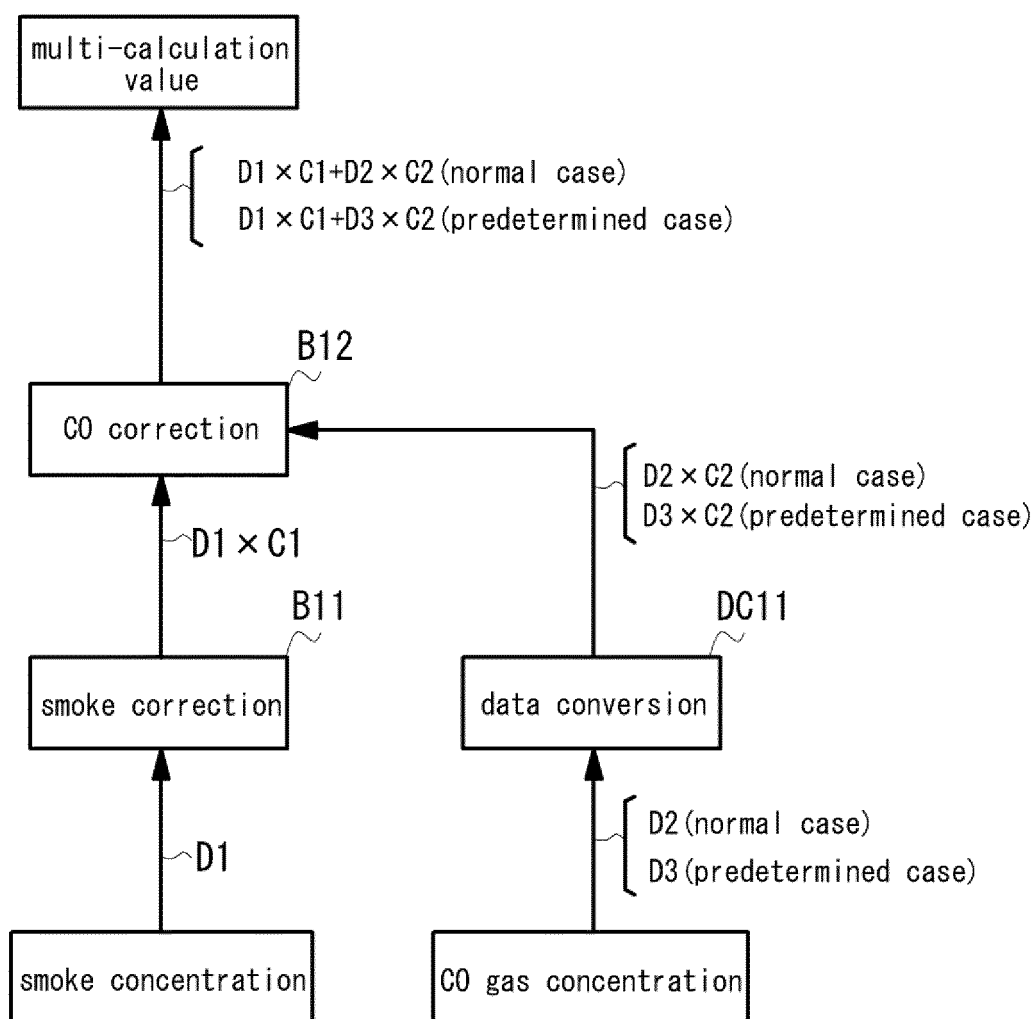 multi-calculation
value
D1×C1+D2×C2(normal case)
D1×C1+D3×C2(predetermined case)
B12
CO correction
D2×C2(normal case)
D3×C2(predetermined case)
D1×C1
B11
DC11
smoke correction
data conversion
D2(normal case)
D3(predetermined case)
D1
smoke concentration
CO gas concentration